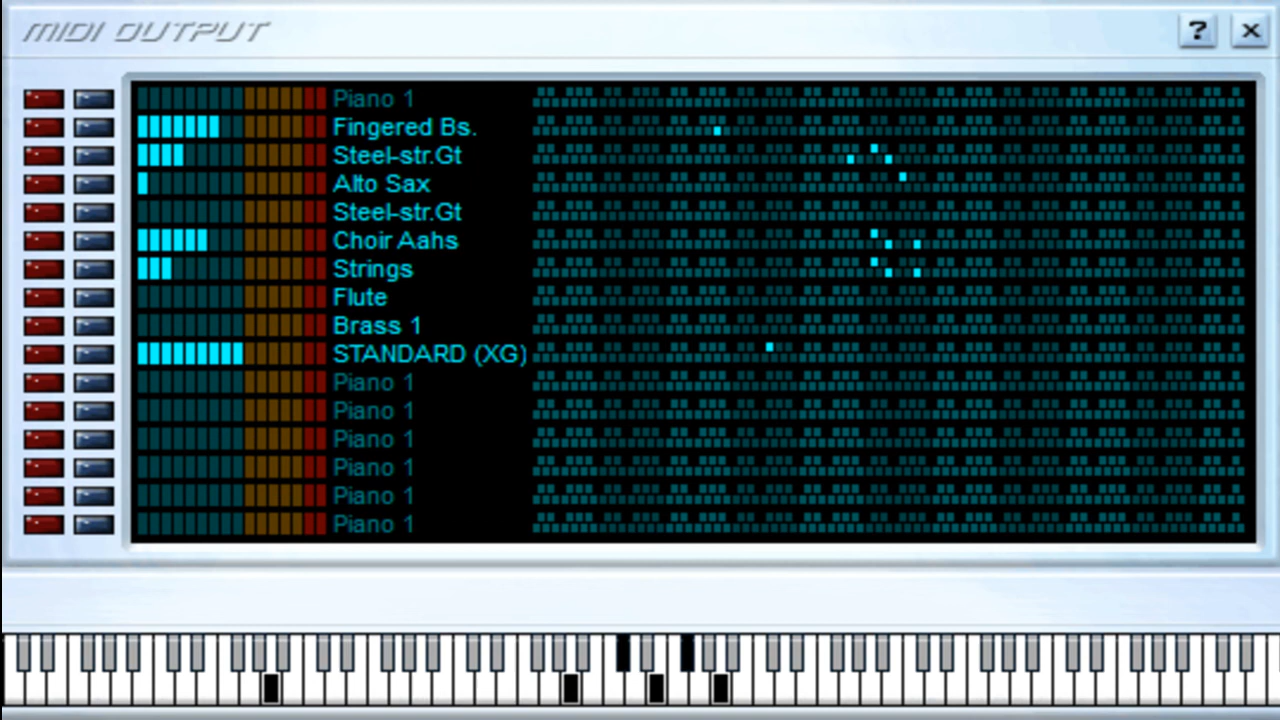 MIDI OUTPUT
? ×
Piano 1
Fingered Bs.
Steel-str.Gt
Alto Sax
Steel-str.Gt
Choir Aahs
Strings
Flute
Brass 1
STANDARD (XG)
Piano 1
Piano 1
Piano 1
Piano 1
Piano 1
Piano 1